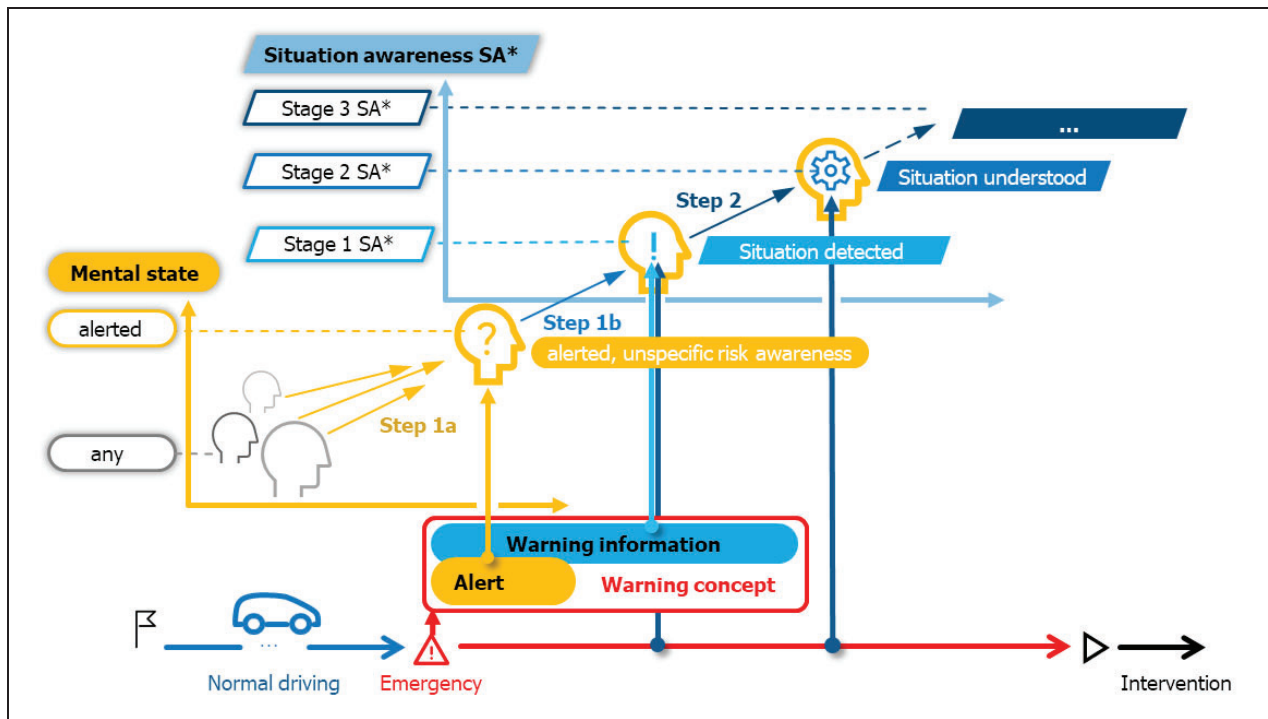 Situation awareness SA*
Stage 3 SA*
...
Stage 2 SA*
Situation understood
Step 2
Stage 1 SA*
!
Situation detected
Mental state
alerted
?
Step 1b
alerted, unspecific risk awareness
Step 1a
any
Warning information
Alert
Warning concept
...
!
Normal driving
Emergency
Intervention